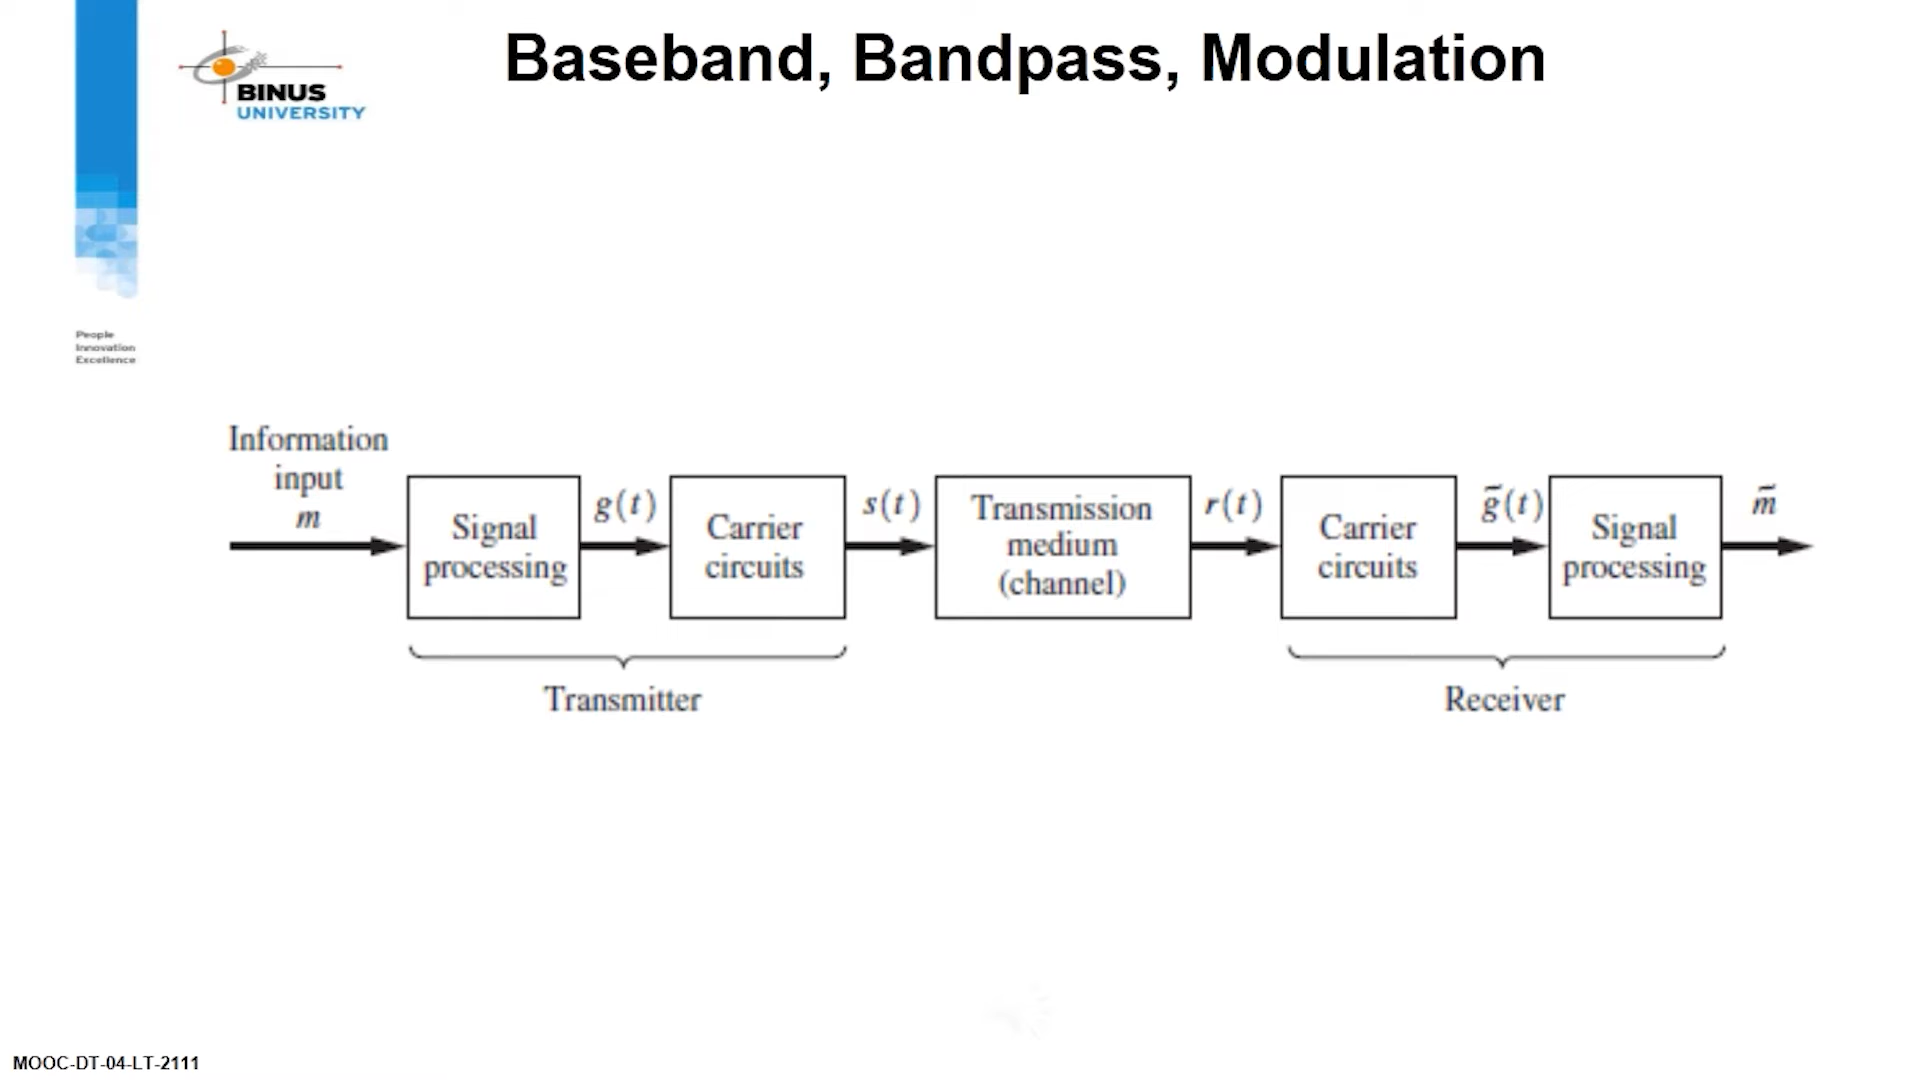 Baseband, Bandpass, Modulation
BINUS
UNIVERSITY
People
Innovation
Excellence
Information
input
m
Signal
processing
g(t)
Carrier
circuits
s(t)
Transmission
medium
(channel)
r(t)
Carrier
circuits
g̃(t)
Signal
processing
m̃
Transmitter
Receiver
MOOC-DT-04-LT-2111